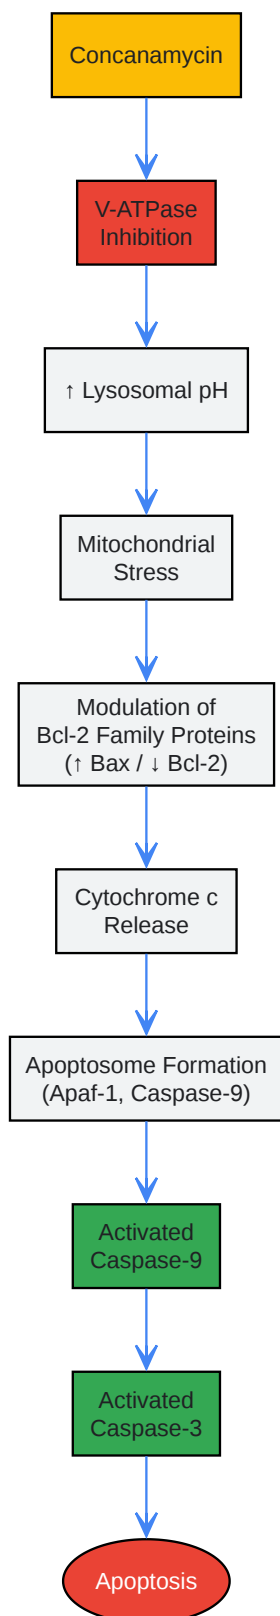 Concanamycin
V-ATPase
Inhibition
↑ Lysosomal pH
Mitochondrial
Stress
Modulation of
Bcl-2 Family Proteins
(↑ Bax / ↓ Bcl-2)
Cytochrome c
Release
Apoptosome Formation
(Apaf-1, Caspase-9)
Activated
Caspase-9
Activated
Caspase-3
Apoptosis